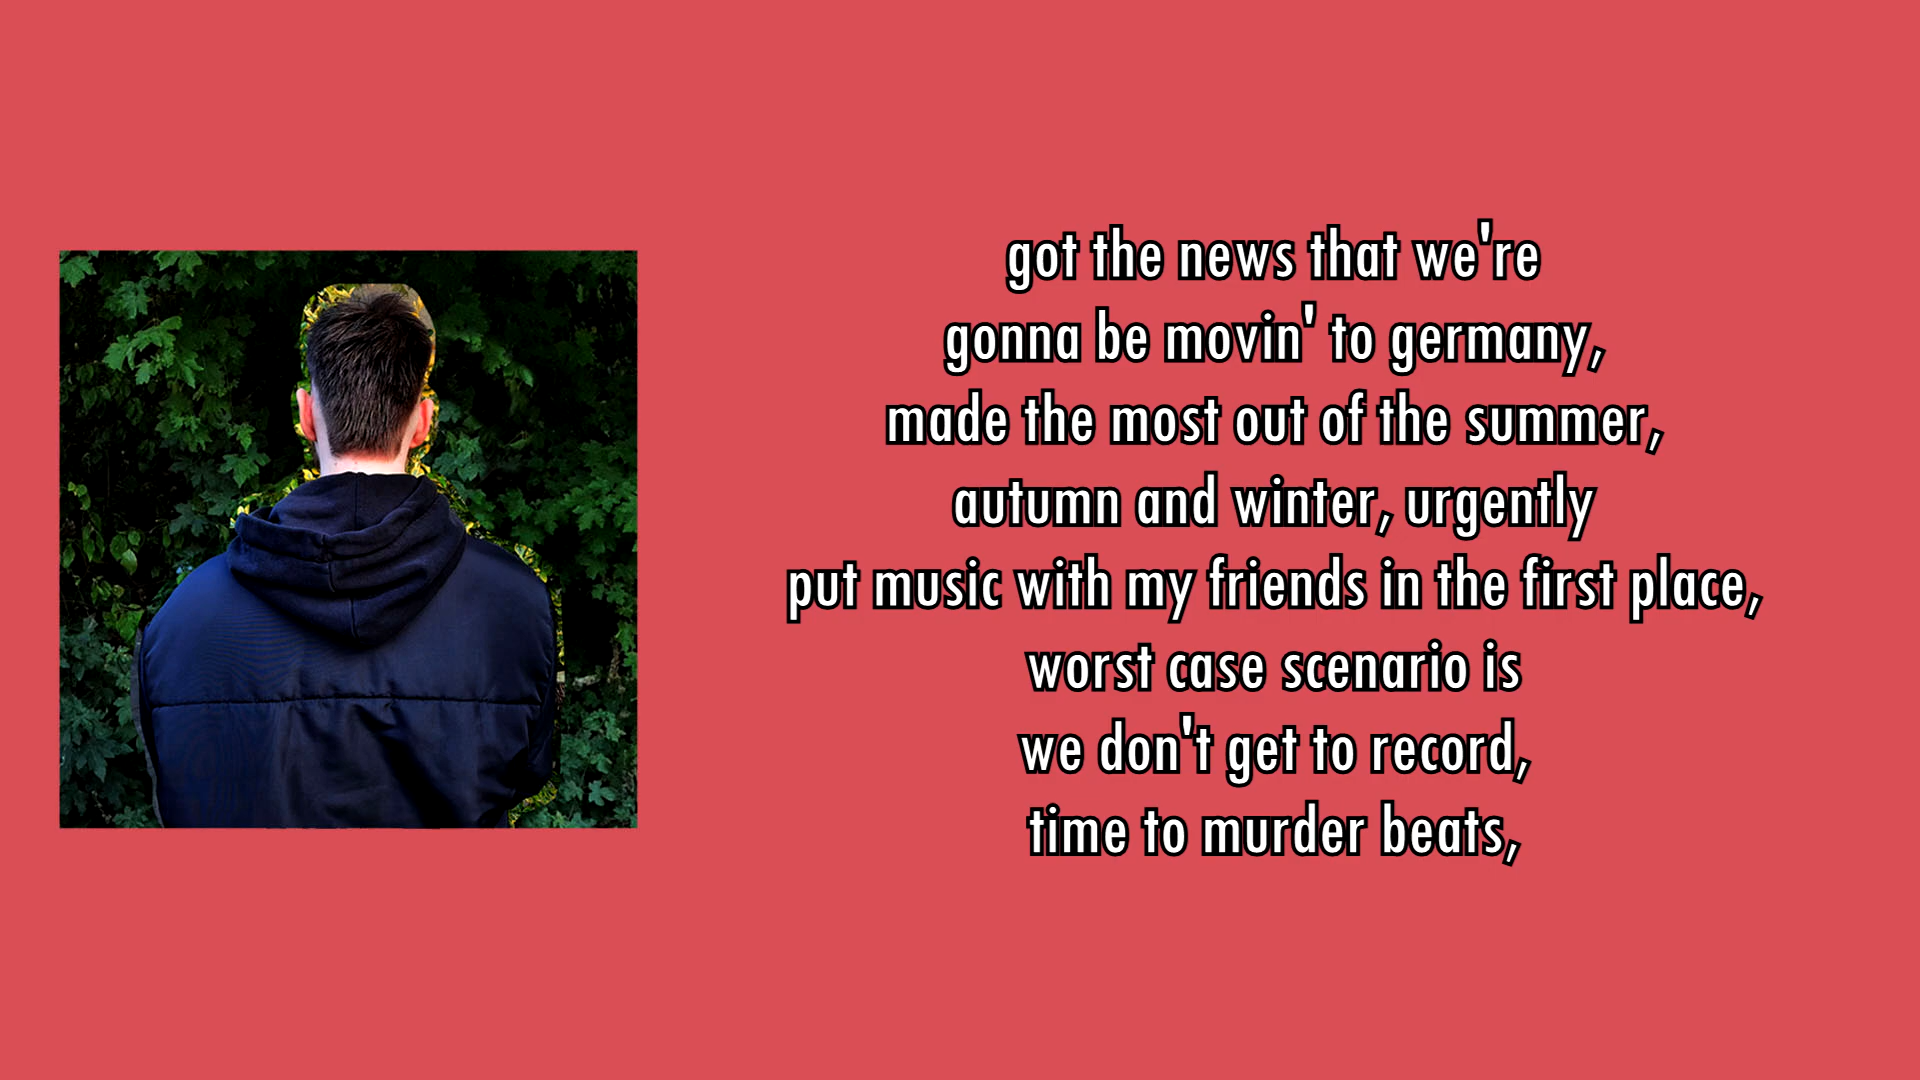 got the news that we're
gonna be movin' to germany,
made the most out of the summer,
autumn and winter, urgently
put music with my friends in the first place,
worst case scenario is
we don't get to record,
time to murder beats,